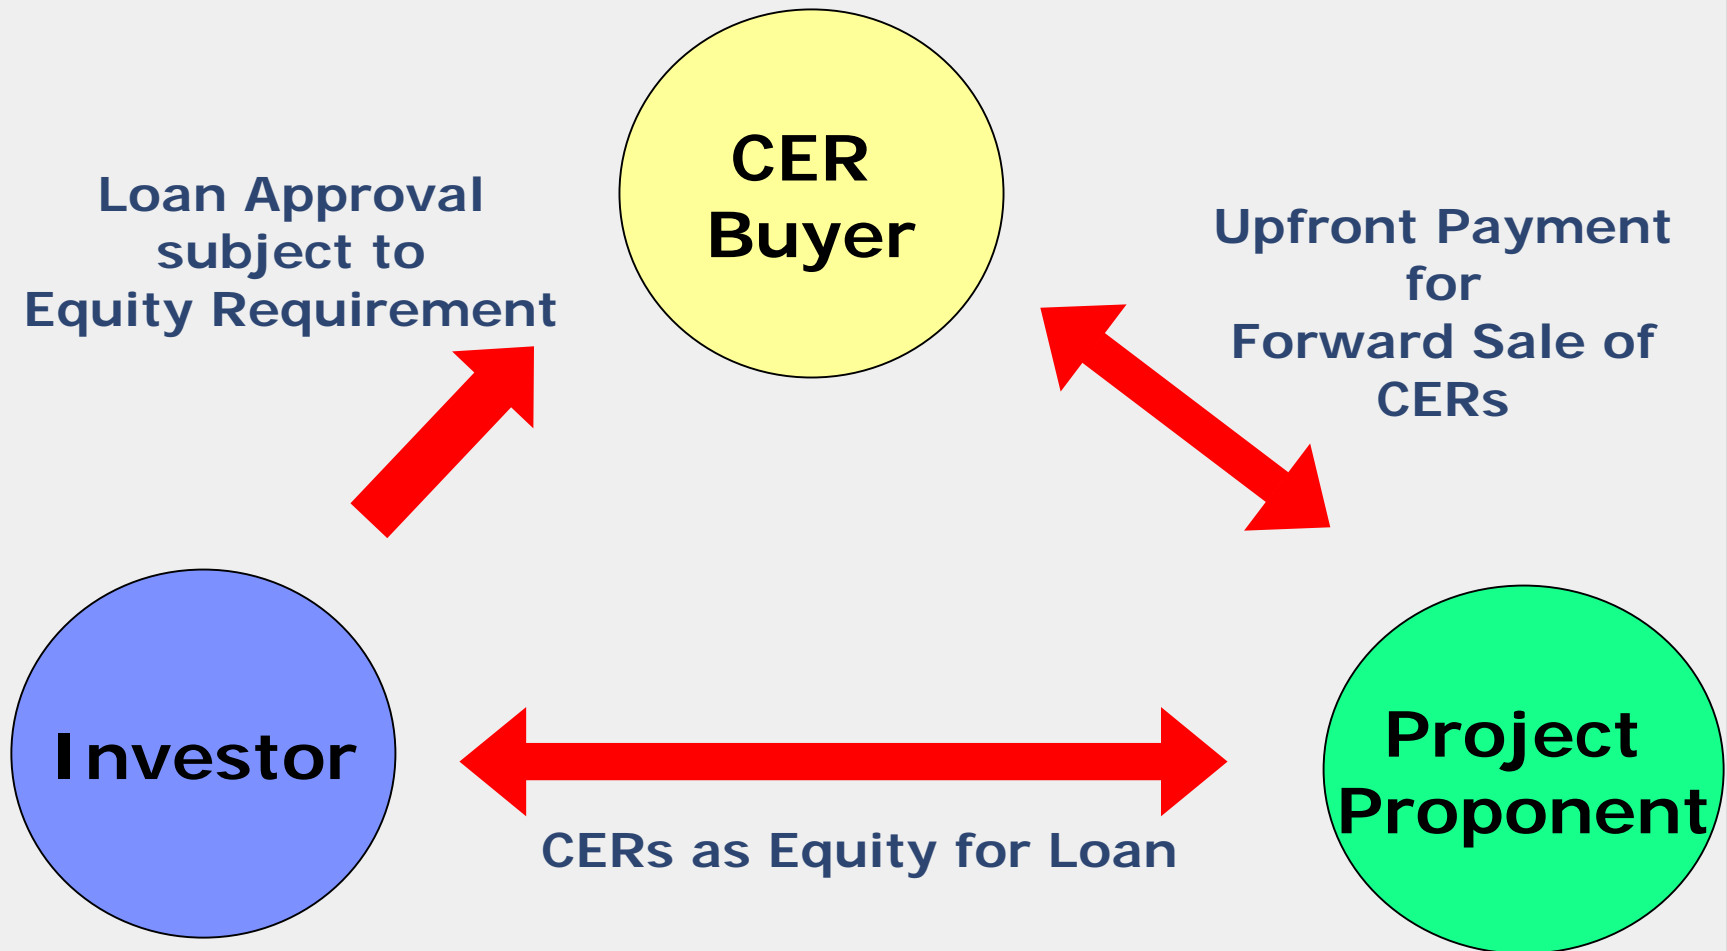 CER
Buyer
Loan Approval
subject to
Equity Requirement
Upfront Payment
for
Forward Sale of
CERs
Investor
Project
Proponent
CERs as Equity for Loan